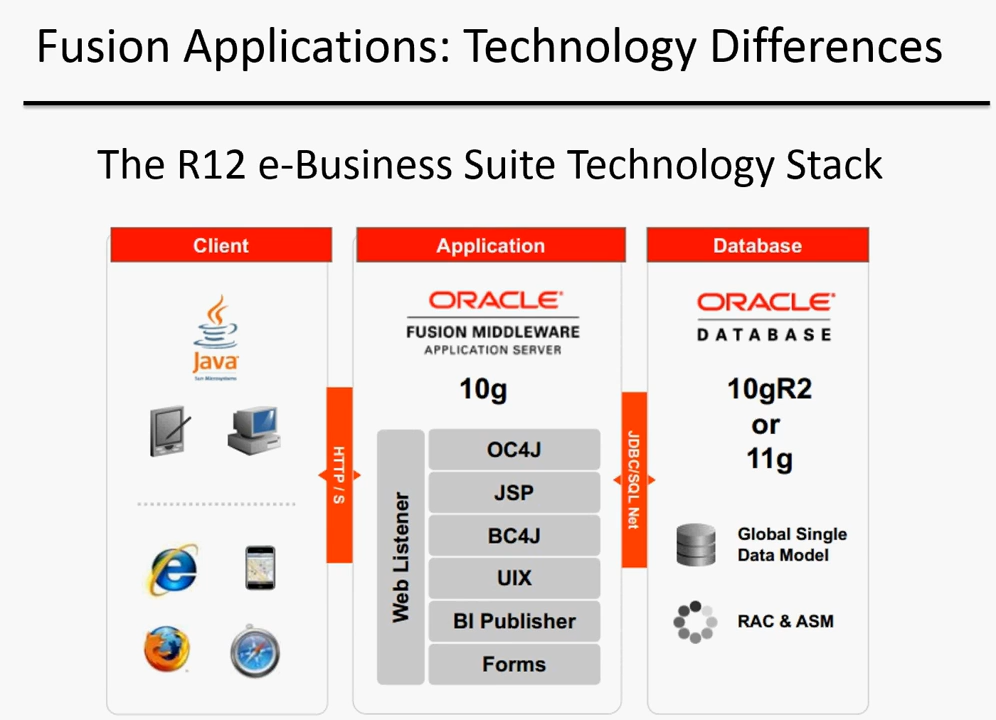 Fusion Applications: Technology Differences
The R12 e-Business Suite Technology Stack
Client
Java
Sun Microsystems
HTTP / S
Application
ORACLE
FUSION MIDDLEWARE
APPLICATION SERVER
10g
Web Listener
OC4J
JSP
BC4J
UIX
BI Publisher
Forms
JDBC/SQL Net
Database
ORACLE
DATABASE
10gR2
or
11g
Global Single
Data Model
RAC & ASM